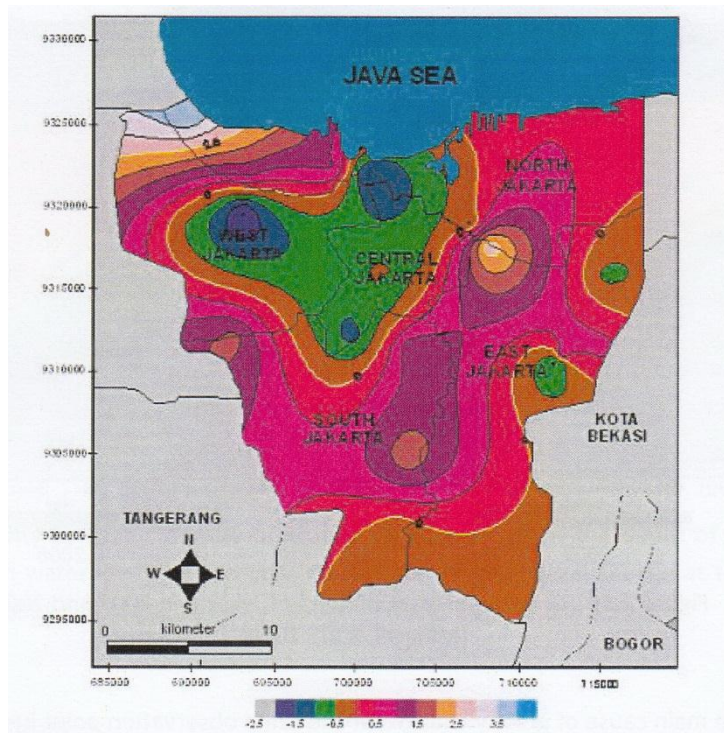 9330000
JAVA SEA
9325000
NORTH
JAKARTA
9320000
WEST
JAKARTA
CENTRAL
JAKARTA
9315000
EAST
JAKARTA
9310000
SOUTH
JAKARTA
KOTA
BEKASI
9305000
TANGERANG
N
W E
S
9300000
9295000
0 kilometer 10
BOGOR
685000 690000 695000 700000 705000 710000 115000
-2.5 -1.5 -0.5 0.5 1.5 2.5 3.5